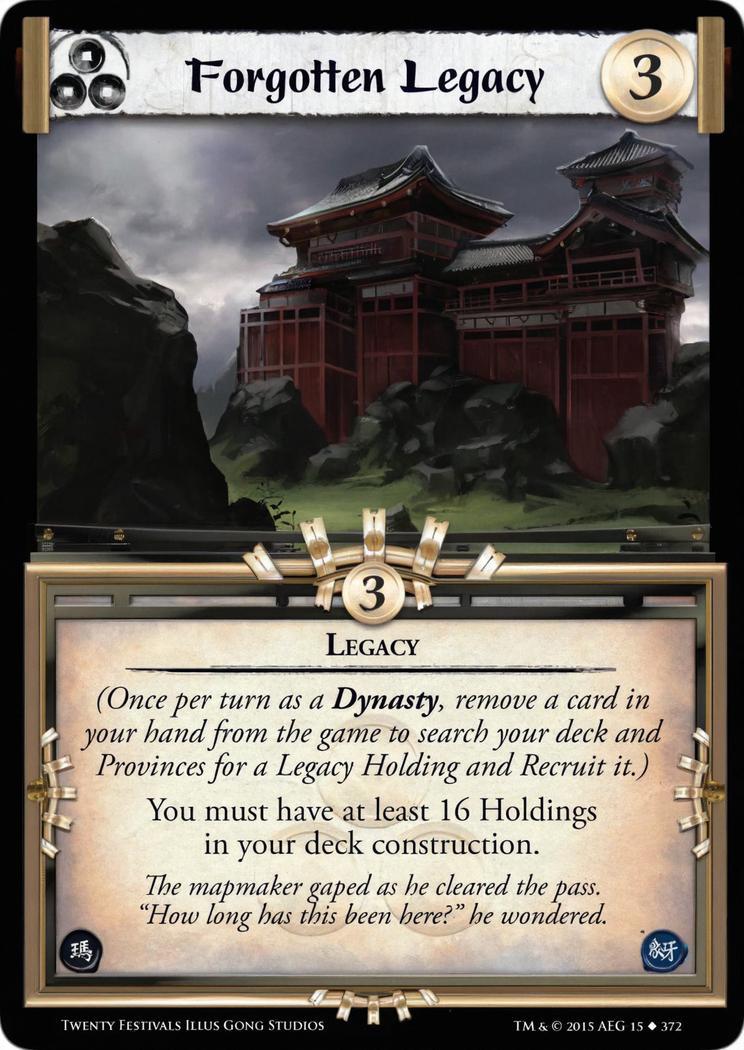 Forgotten Legacy
3
3
Legacy
(Once per turn as a Dynasty, remove a card in
your hand from the game to search your deck and
Provinces for a Legacy Holding and Recruit it.)
You must have at least 16 Holdings
in your deck construction.
The mapmaker gaped as he cleared the pass.
“How long has this been here?” he wondered.
瑪
Twenty Festivals Illus Gong Studios
TM & © 2015 AEG 15 ◆ 372